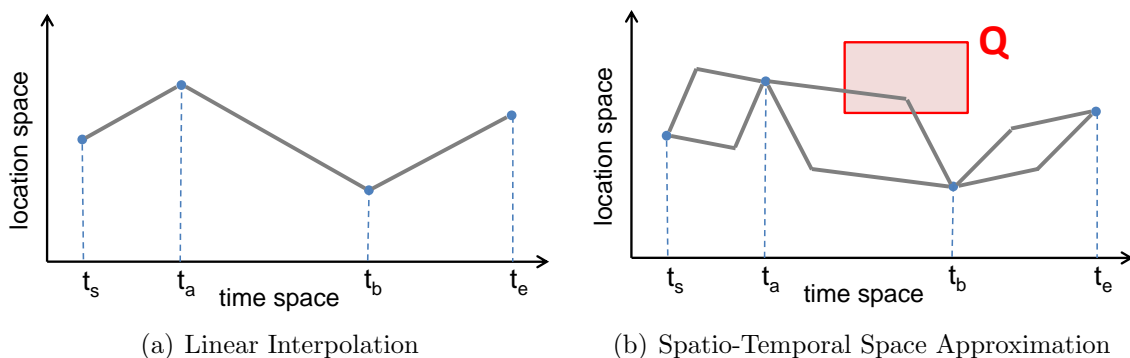 location space
t_s t_a t_b t_e
time space
(a) Linear Interpolation
Q
location space
t_s t_a t_b t_e
time space
(b) Spatio-Temporal Space Approximation